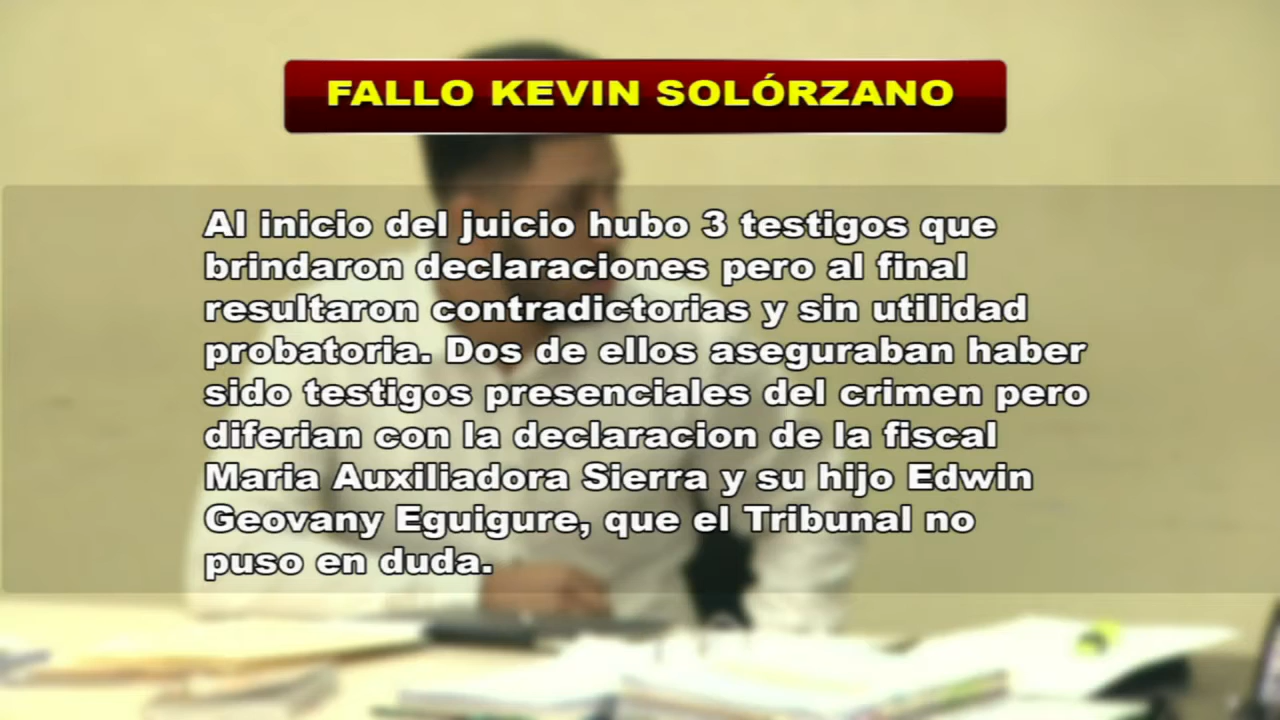 FALLO KEVIN SOLÓRZANO
Al inicio del juicio hubo 3 testigos que
brindaron declaraciones pero al final
resultaron contradictorias y sin utilidad
probatoria. Dos de ellos aseguraban haber
sido testigos presenciales del crimen pero
diferian con la declaracion de la fiscal
Maria Auxiliadora Sierra y su hijo Edwin
Geovany Eguigure, que el Tribunal no
puso en duda.